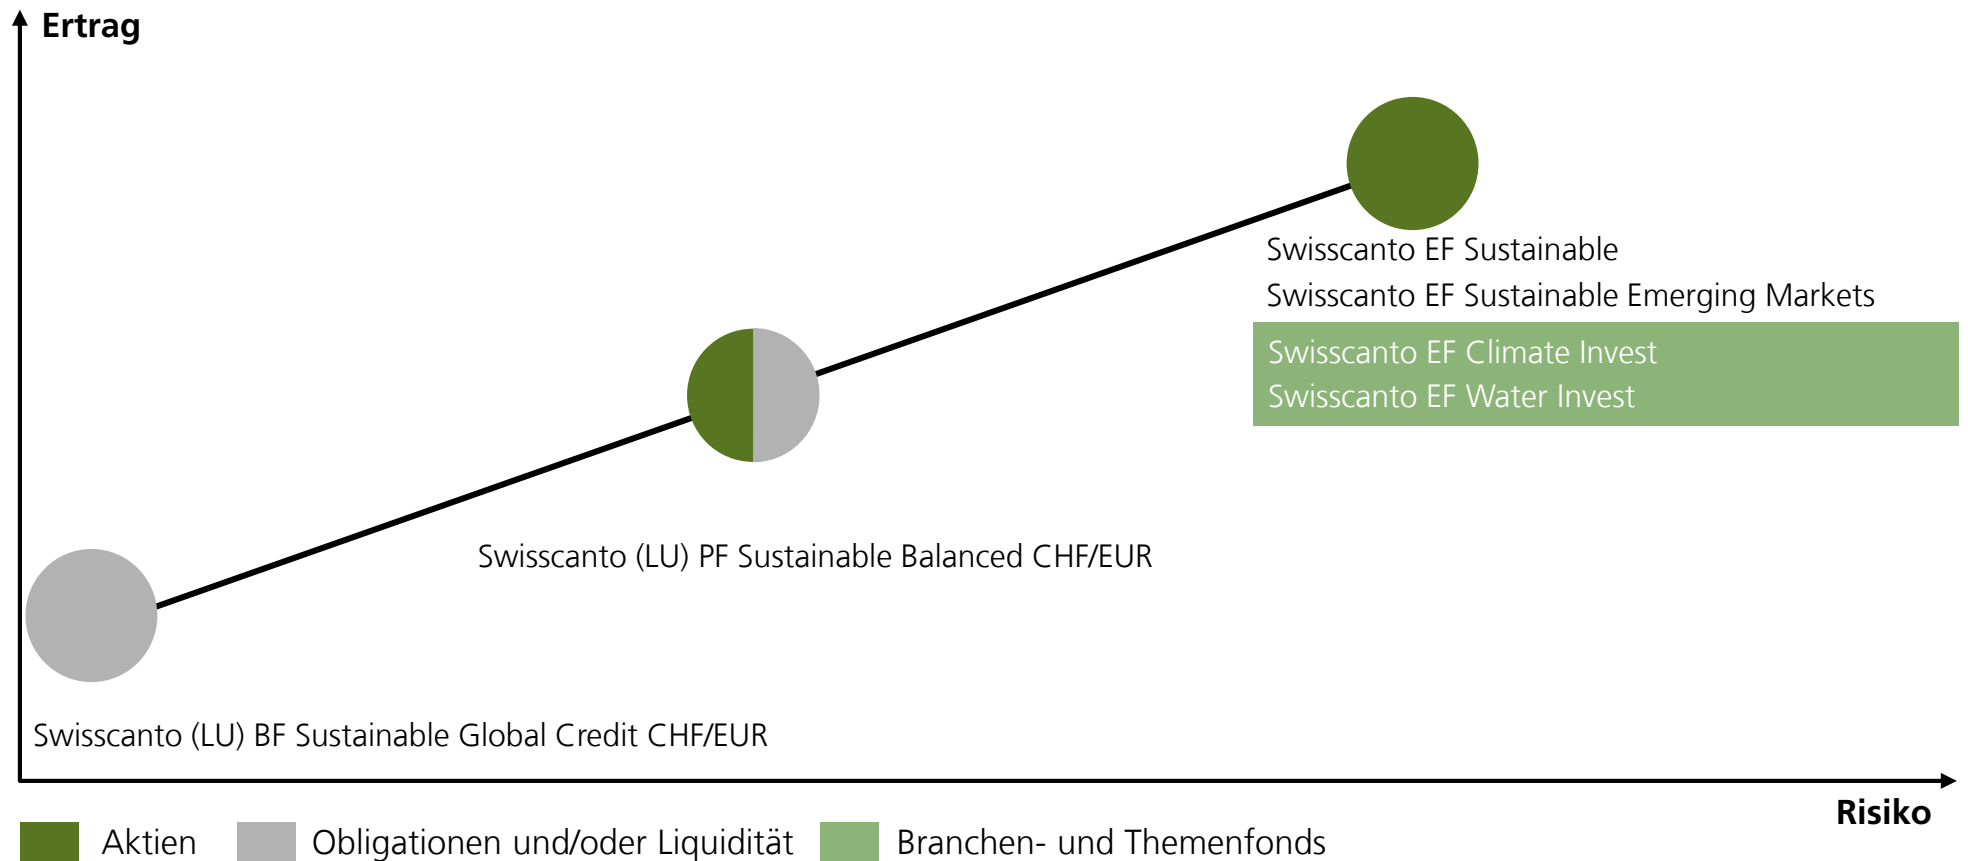 Ertrag
Swisscanto EF Sustainable
Swisscanto EF Sustainable Emerging Markets
Swisscanto EF Climate Invest
Swisscanto EF Water Invest
Swisscanto (LU) PF Sustainable Balanced CHF/EUR
Swisscanto (LU) BF Sustainable Global Credit CHF/EUR
Risiko
Aktien
Obligationen und/oder Liquidität
Branchen- und Themenfonds